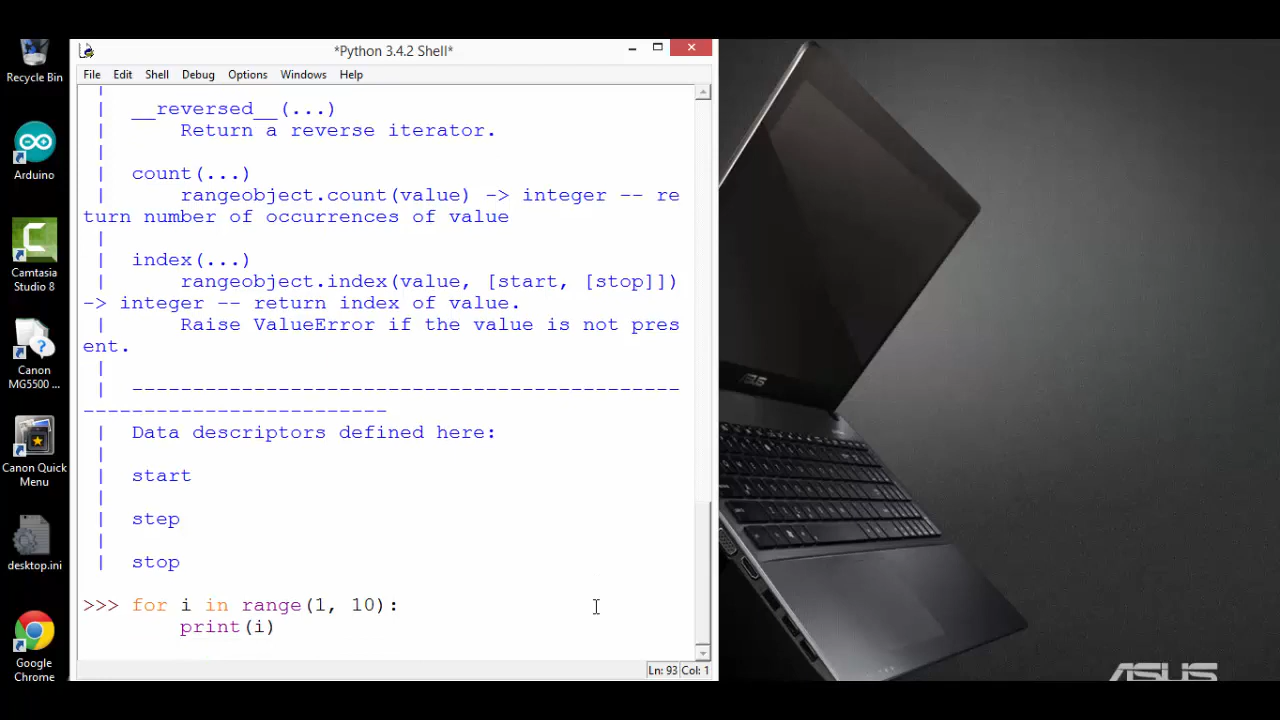 *Python 3.4.2 Shell*
File Edit Shell Debug Options Windows Help
|
| __reversed__(...)
| Return a reverse iterator.
|
| count(...)
| rangeobject.count(value) -> integer -- re
turn number of occurrences of value
|
| index(...)
| rangeobject.index(value, [start, [stop]])
-> integer -- return index of value.
| Raise ValueError if the value is not pres
ent.
|
| ---------------------------------------------
-------------------------
| Data descriptors defined here:
|
| start
|
| step
|
| stop
>>> for i in range(1, 10):
print(i)
Ln: 93 Col: 1
Recycle Bin
Arduino
Camtasia
Studio 8
Canon
MG5500 ...
Canon Quick
Menu
desktop.ini
Google
Chrome
ASUS
ASUS